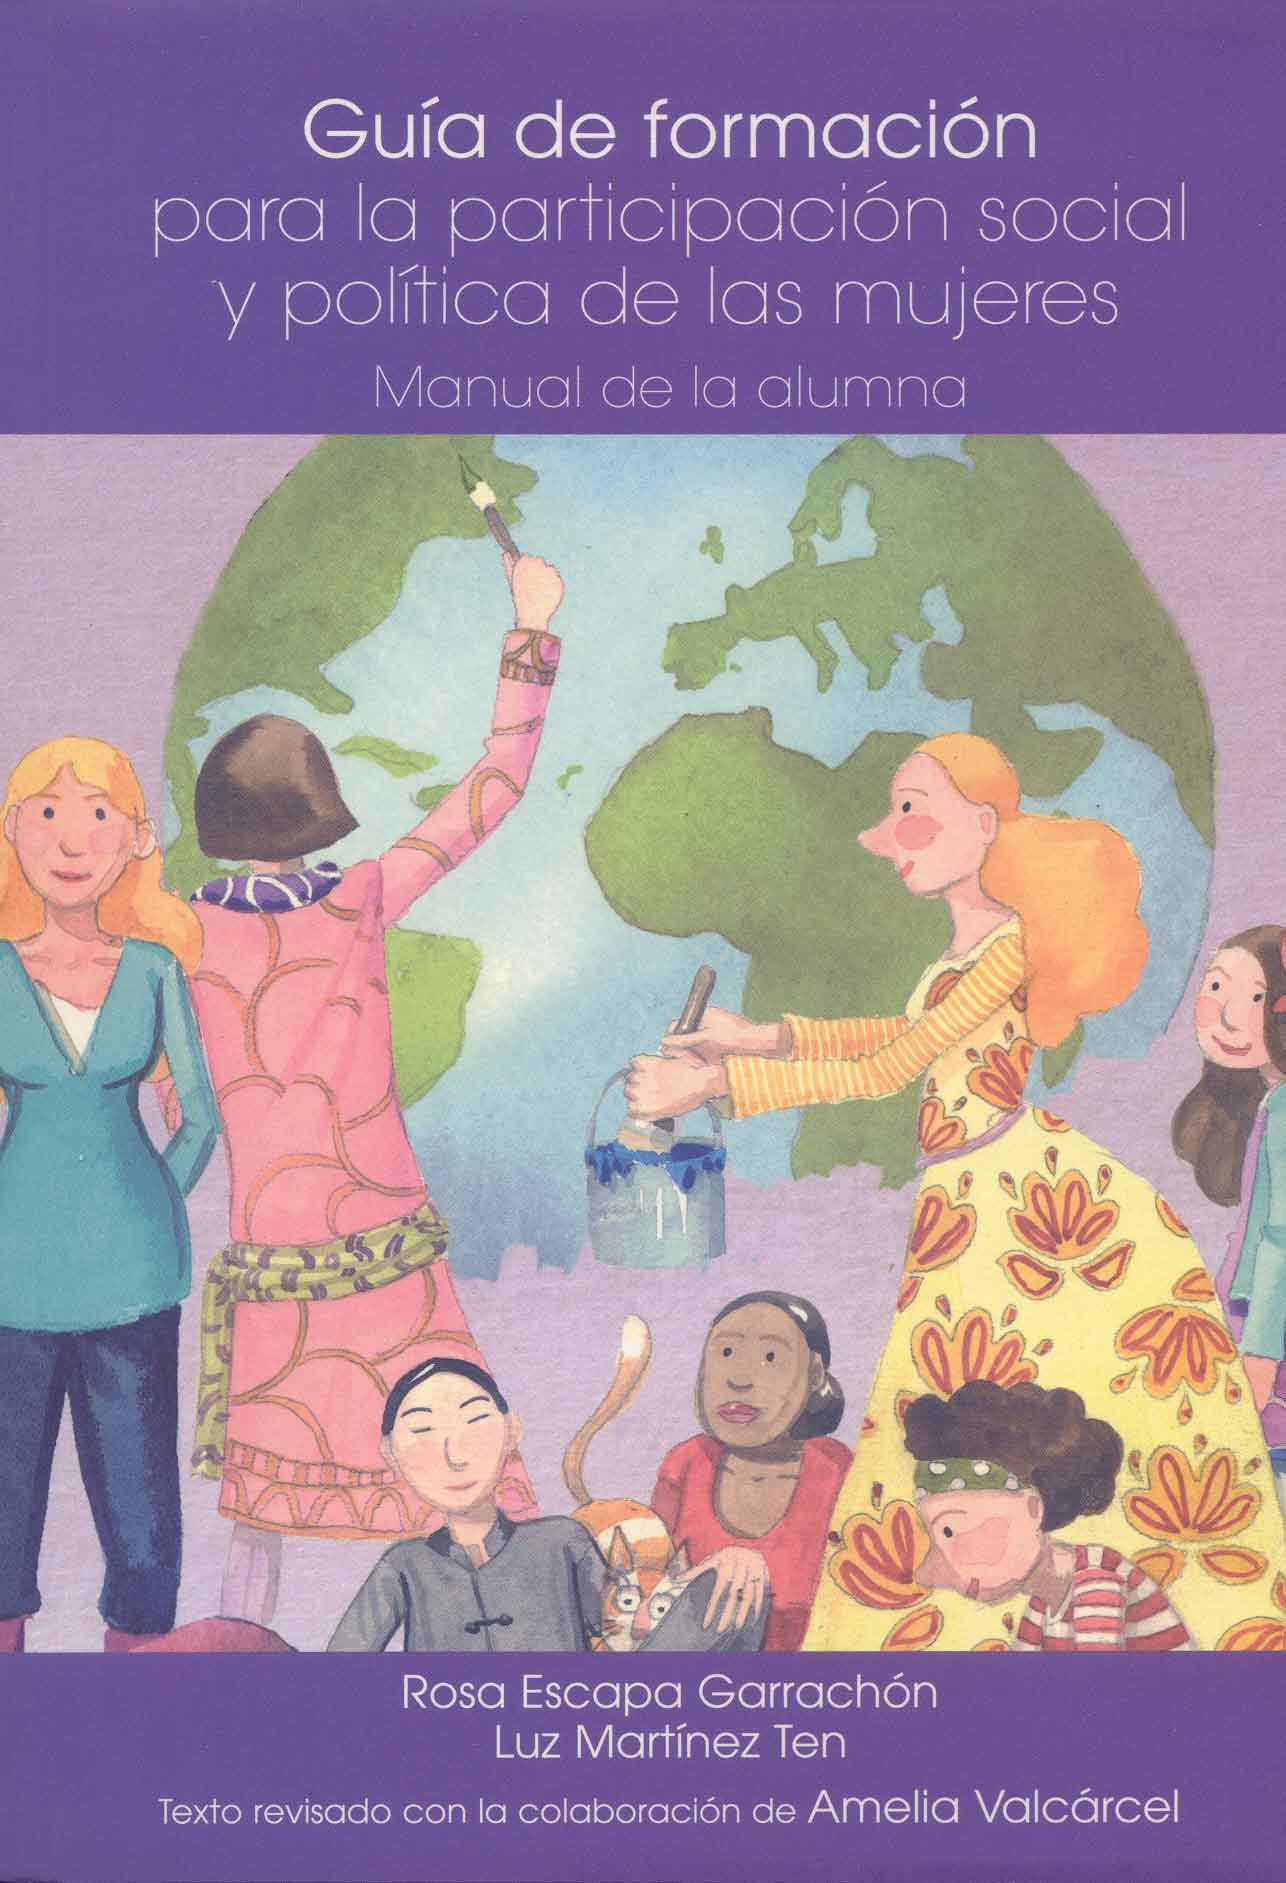 Guía de formación
para la participación social
y política de las mujeres
Manual de la alumna
Rosa Escapa Garrachón
Luz Martínez Ten
Texto revisado con la colaboración de Amelia Valcárcel